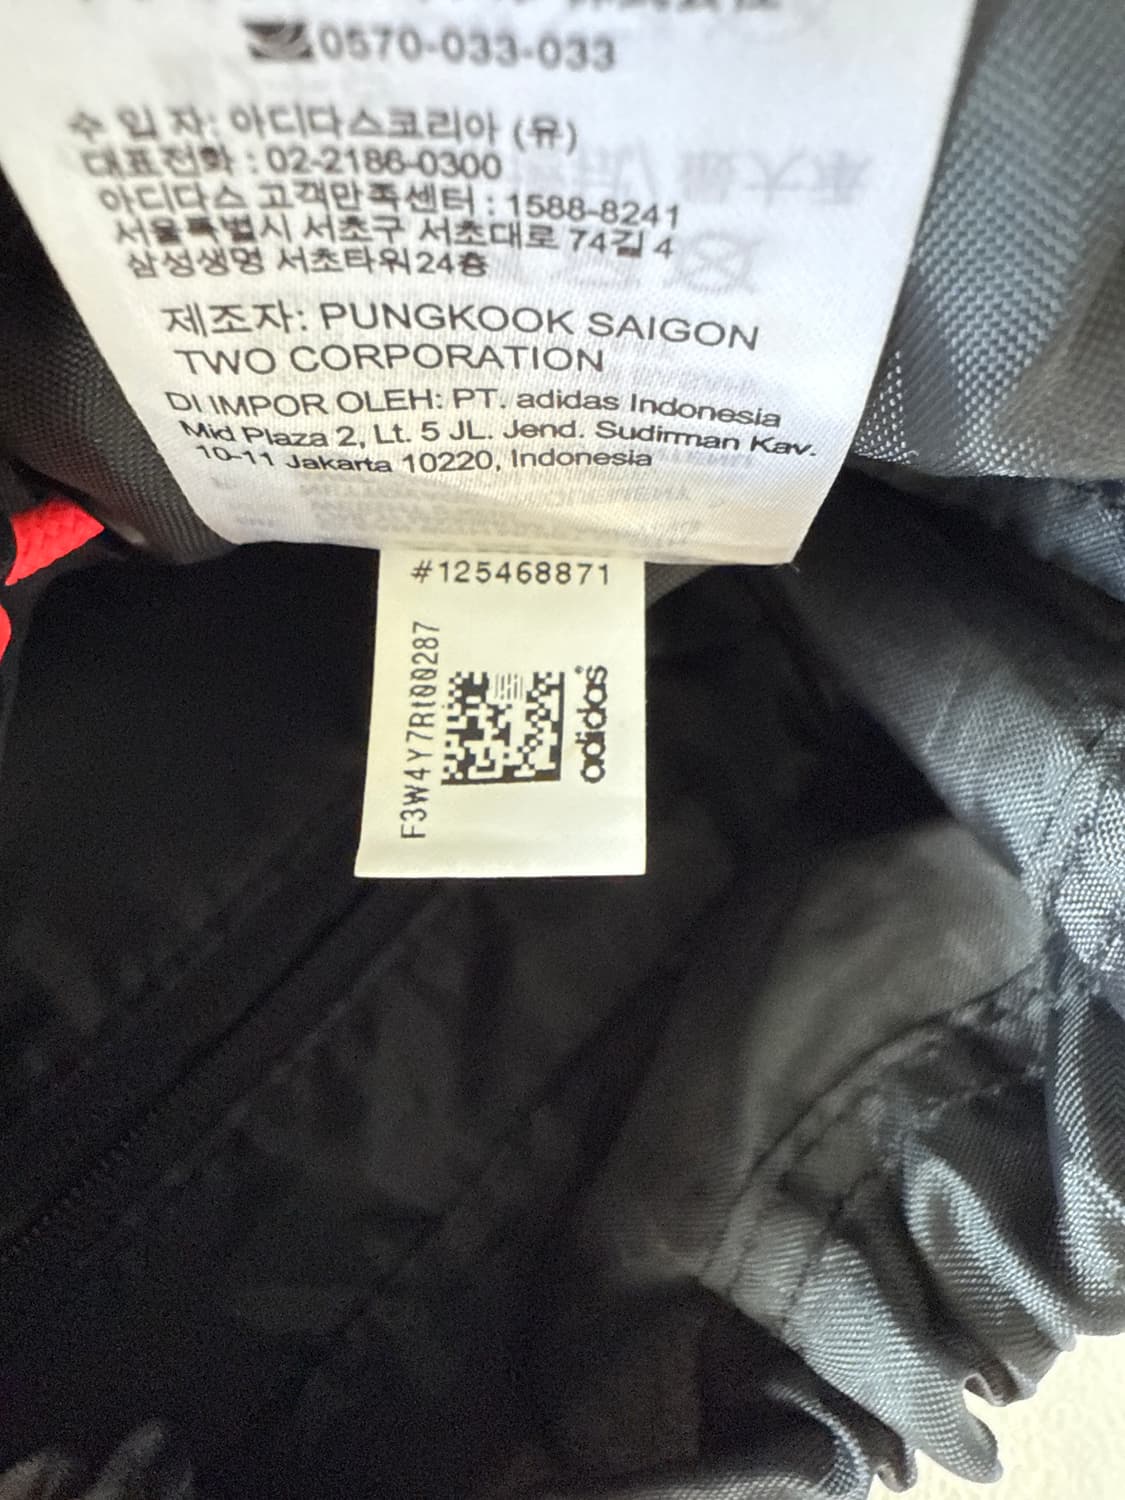 0570-033-033
수 입 자: 아디다스코리아 (유)
대표전화 : 02-2186-0300
아디다스 고객만족센터 : 1588-8241
서울특별시 서초구 서초대로 74길 4
삼성생명 서초타워24층
제조자: PUNGKOOK SAIGON
TWO CORPORATION
DI IMPOR OLEH: PT. adidas Indonesia
Mid Plaza 2, Lt. 5 JL. Jend. Sudirman Kav.
10-11 Jakarta 10220, Indonesia
#125468871
F3W4Y7Rt00287
adidas